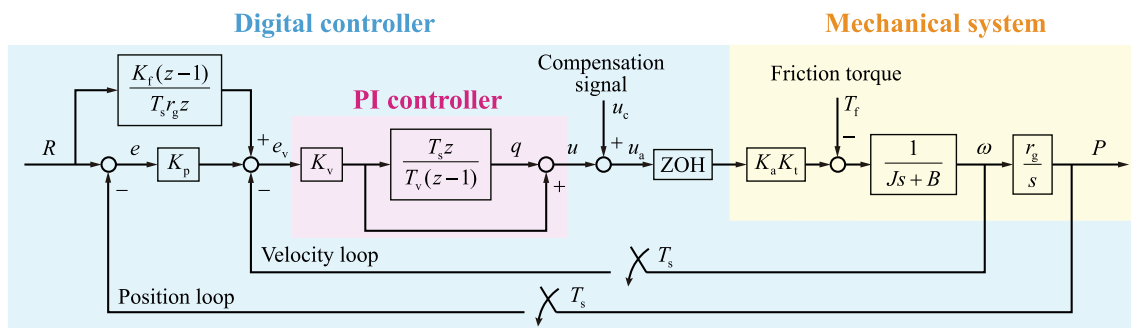 Digital controller
Mechanical system
K_f(z−1)
T_s r_g z
Compensation
signal
Friction torque
PI controller
u_c
T_f
R
+
−
e
K_p
+
−
e_v
K_v
T_s z
T_v(z−1)
q
+
u
+
u_a
ZOH
K_a K_t
−
1
Js + B
ω
r_g
s
P
Velocity loop
T_s
Position loop
T_s